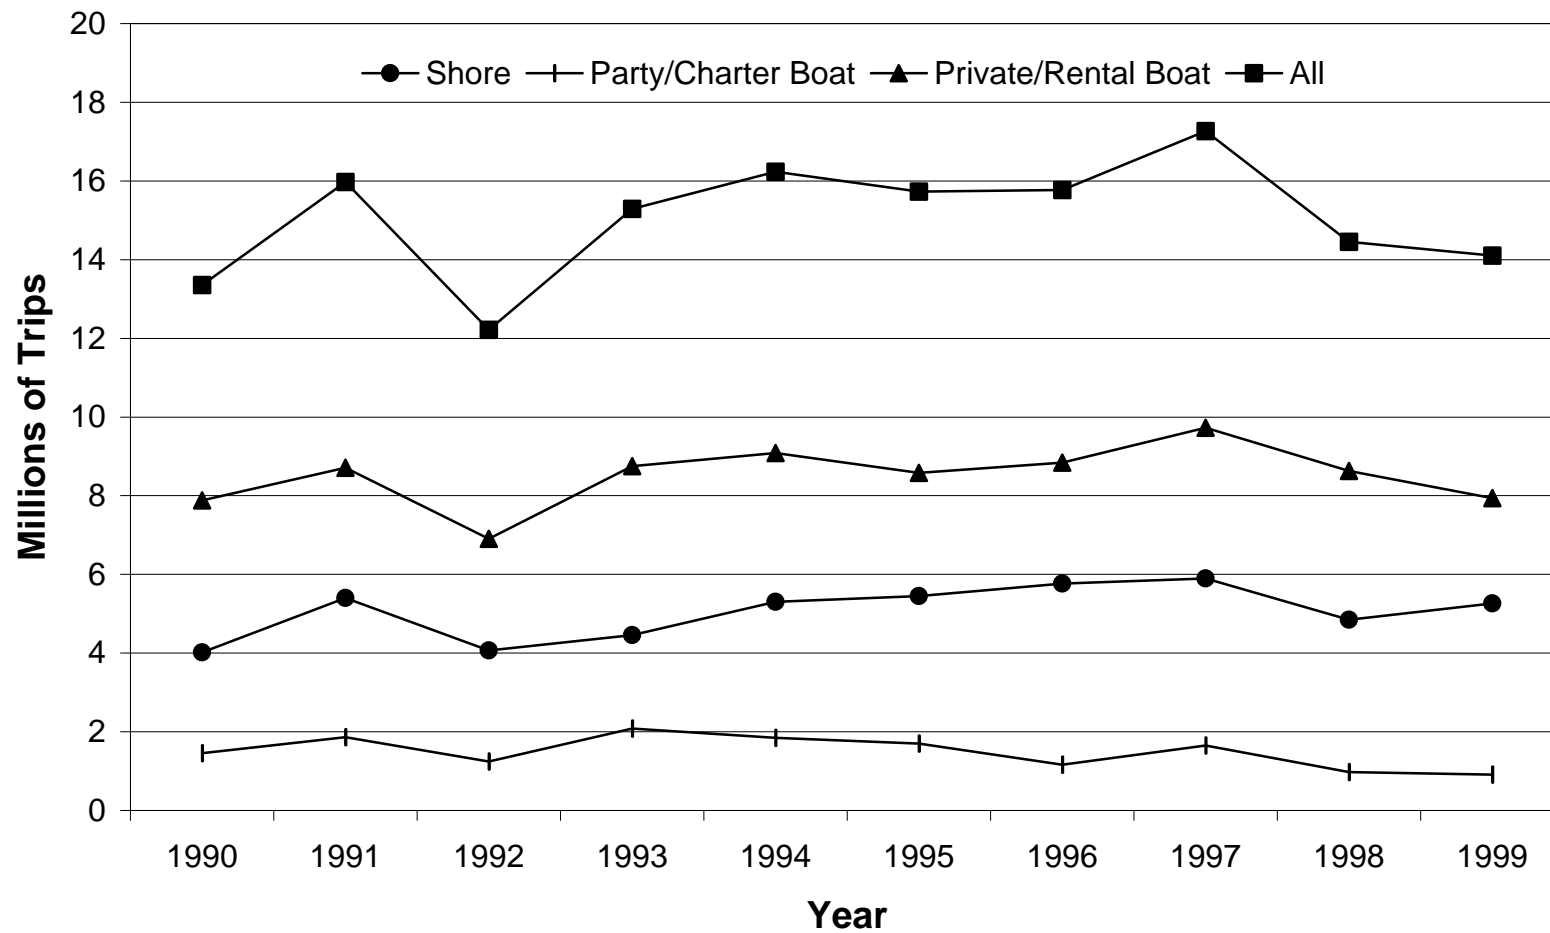 20
Shore Party/Charter Boat Private/Rental Boat All
18
16
14
12
10
8
6
4
2
0
Millions of Trips
1990 1991 1992 1993 1994 1995 1996 1997 1998 1999
Year